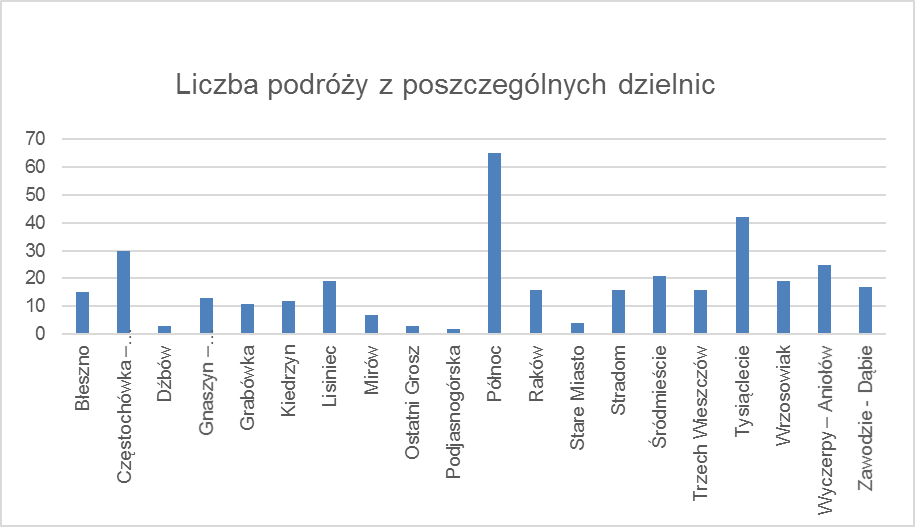 Liczba podróży z poszczególnych dzielnic
70
60
50
40
30
20
10
0
Błeszno
Częstochówka –...
Dźbów
Gnaszyn –...
Grabówka
Kiedrzyn
Lisiniec
Mirów
Ostatni Grosz
Podjasnogórska
Północ
Raków
Stare Miasto
Stradom
Śródmieście
Trzech Wieszczów
Tysiąclecie
Wrzosowiak
Wyczerpy – Aniołów
Zawodzie - Dąbie